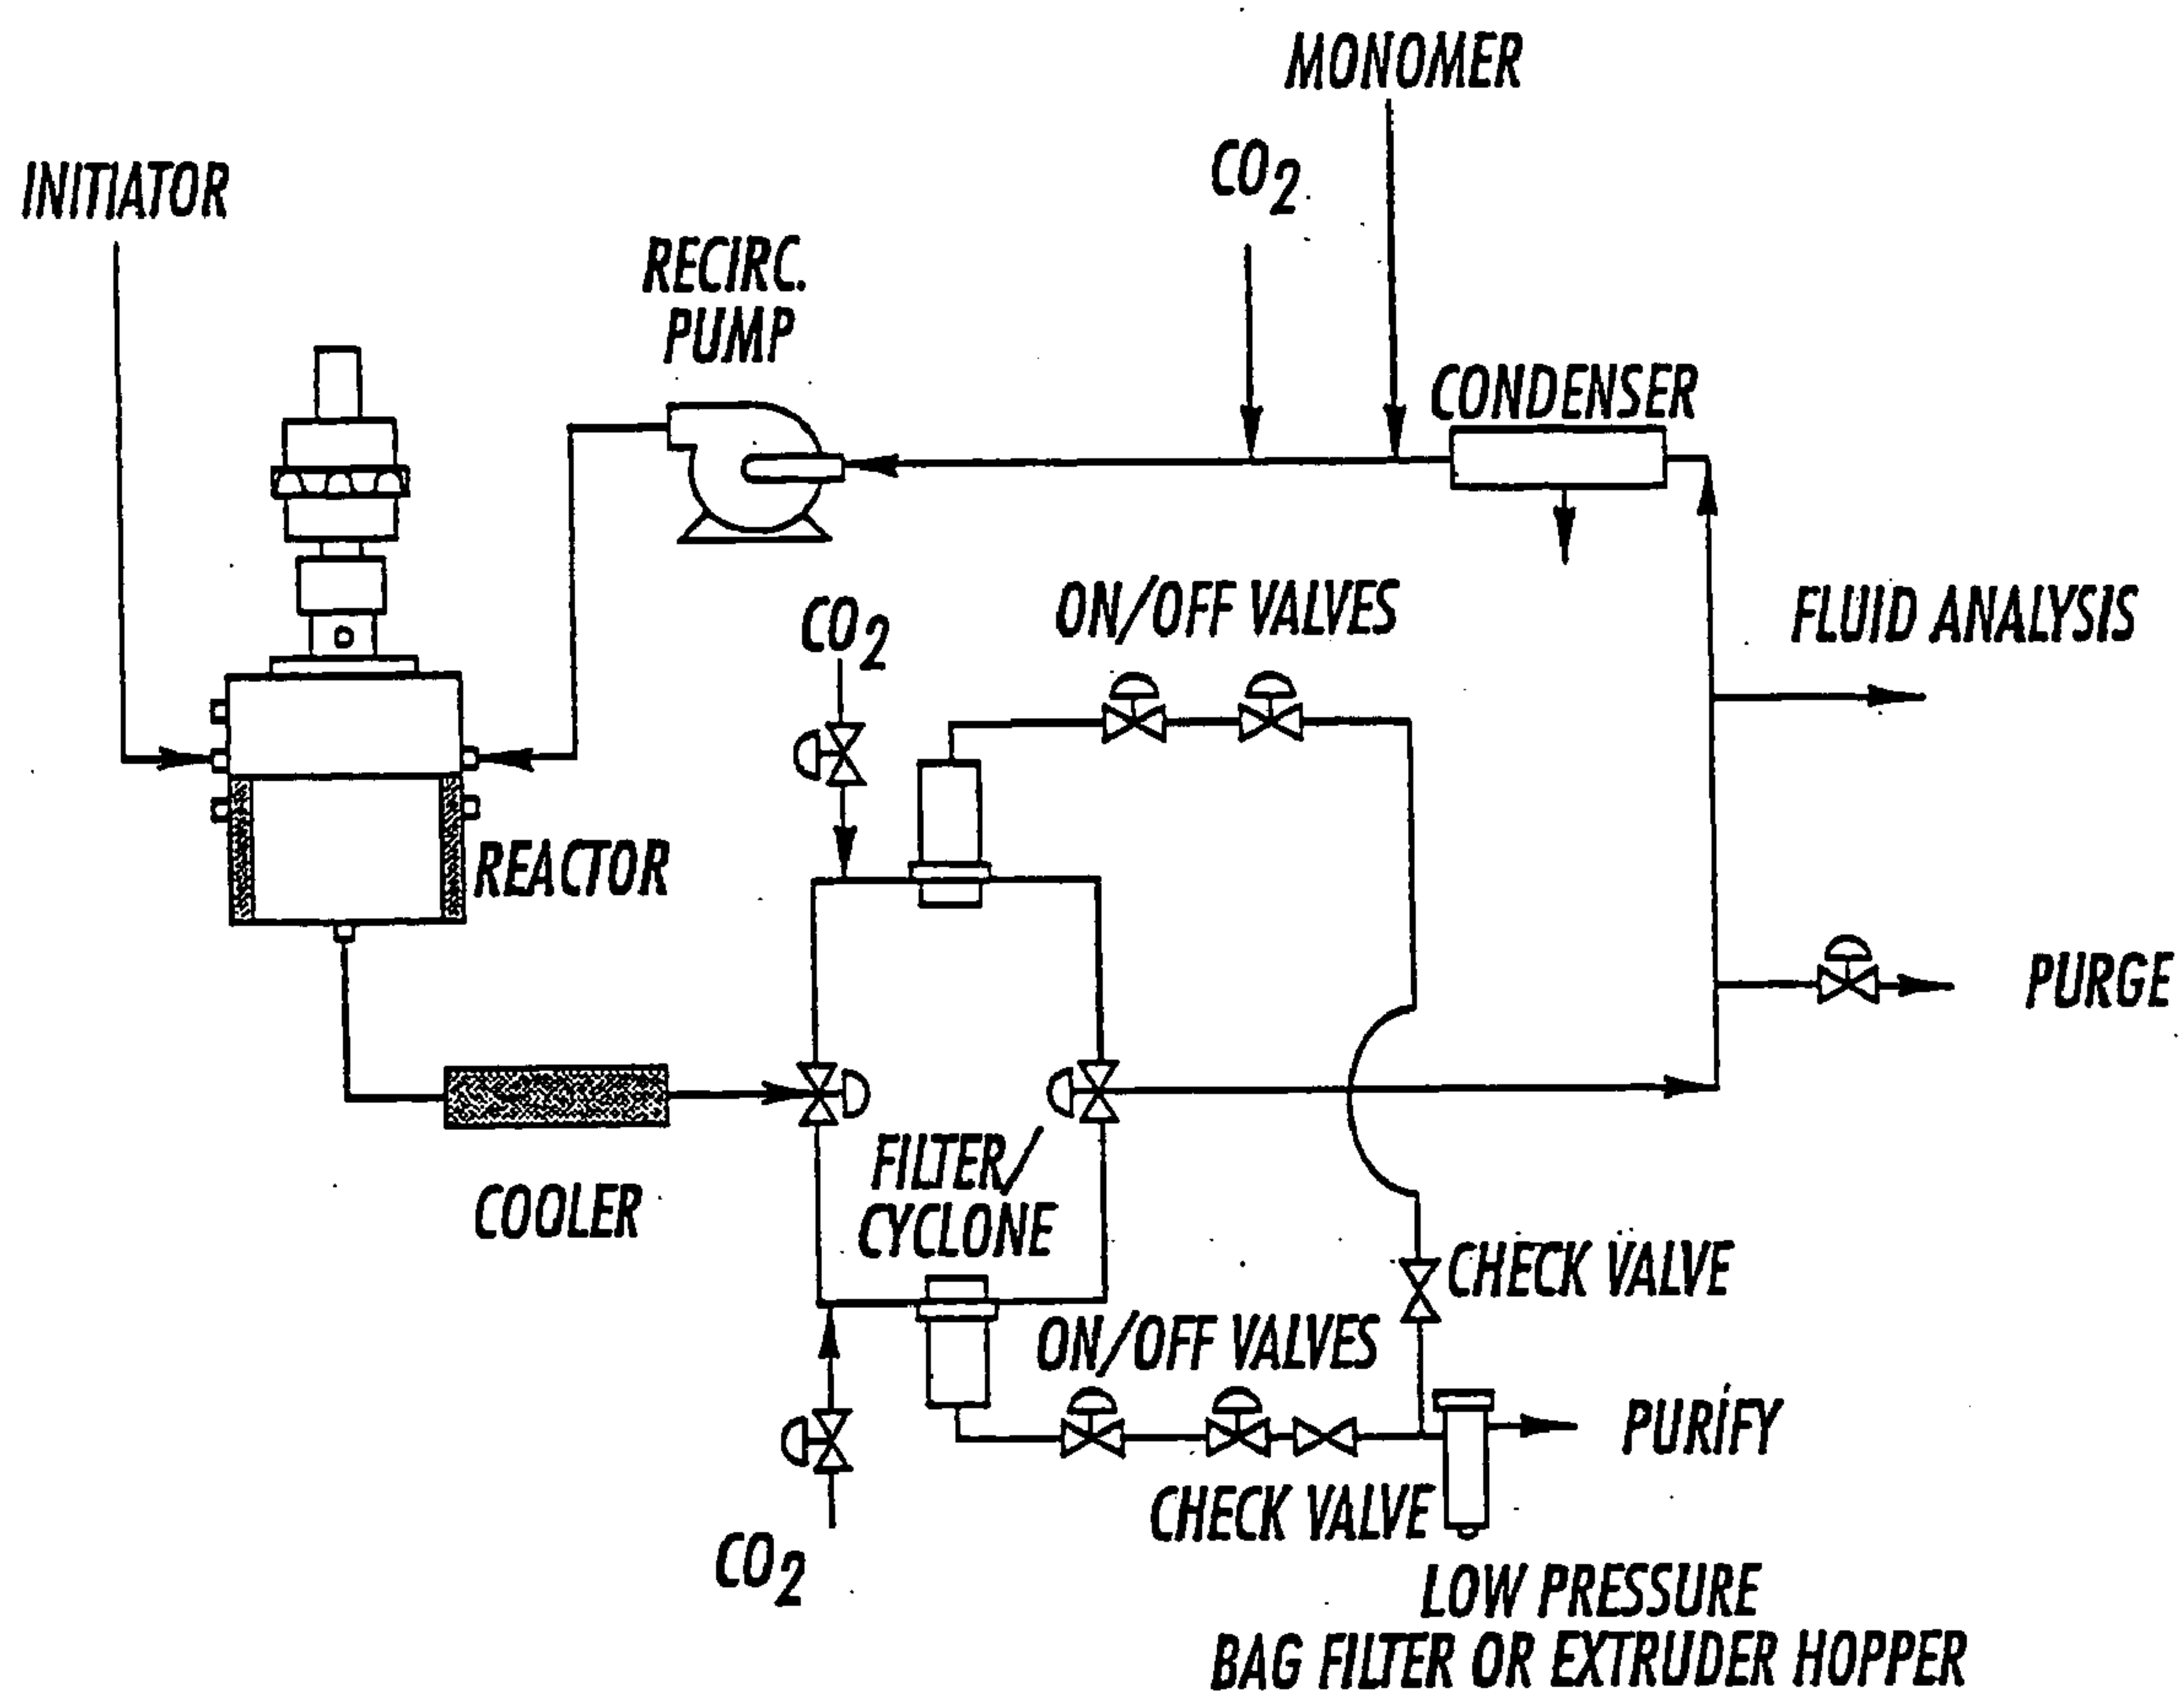 MONOMER
CO2
INITIATOR
RECIRC.
PUMP
CONDENSER
CO2
ON/OFF VALVES
FLUID ANALYSIS
REACTOR
PURGE
FILTER/
CYCLONE
COOLER
CHECK VALVE
ON/OFF VALVES
PURIFY
CHECK VALVE
CO2
LOW PRESSURE
BAG FILTER OR EXTRUDER HOPPER